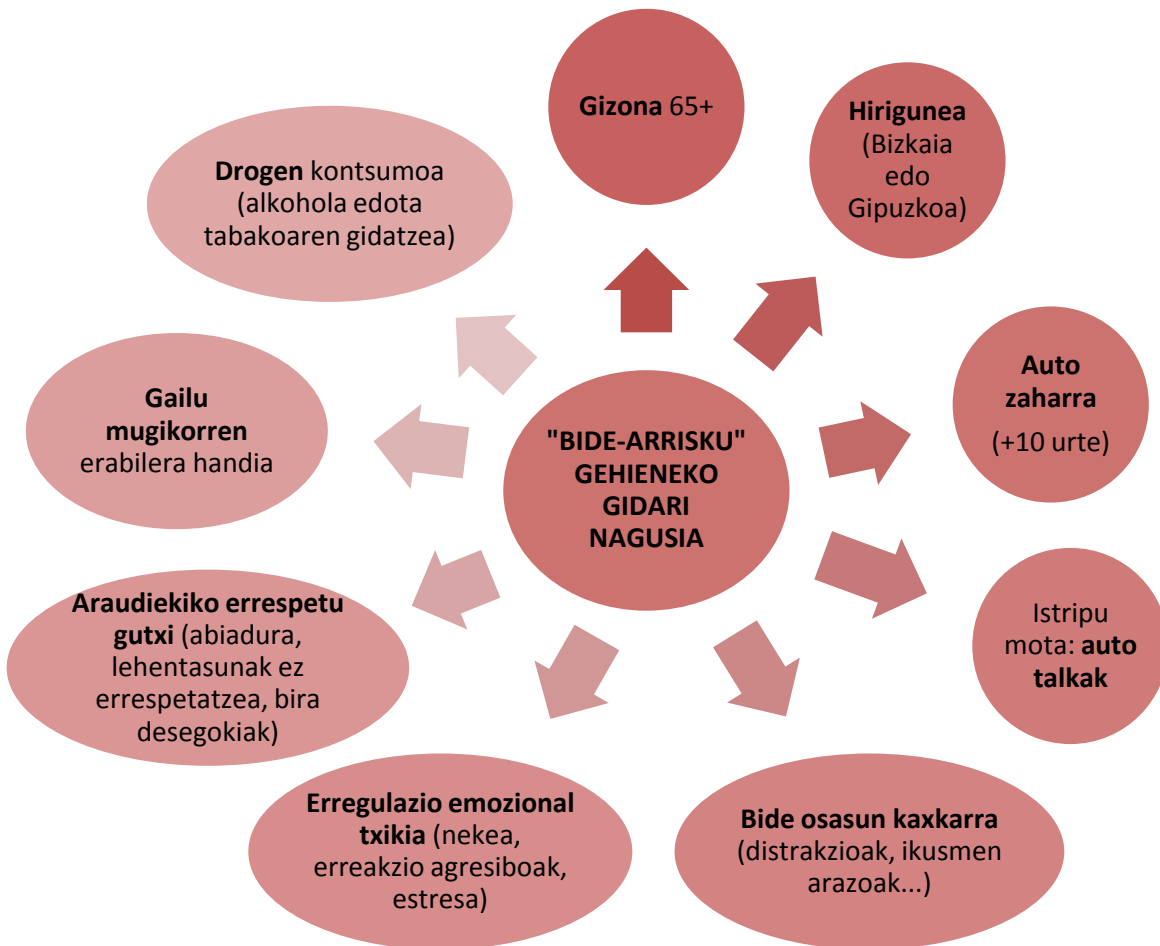 Gizona 65+
Hirigunea
(Bizkaia
edo
Gipuzkoa)
Auto
zaharra
(+10 urte)
Istripu
mota: auto
talkak
Bide osasun kaxkarra
(distrakzioak, ikusmen
arazoak...)
Erregulazio emozional
txikia (nekea,
erreakzio agresiboak,
estresa)
Araudiekiko errespetu
gutxi (abiadura,
lehentasunak ez
errespetatzea, bira
desegokiak)
Gailu
mugikorren
erabilera handia
Drogen kontsumoa
(alkohola edota
tabakoaren gidatzea)
"BIDE-ARRISKU"
GEHIENEKO
GIDARI
NAGUSIA